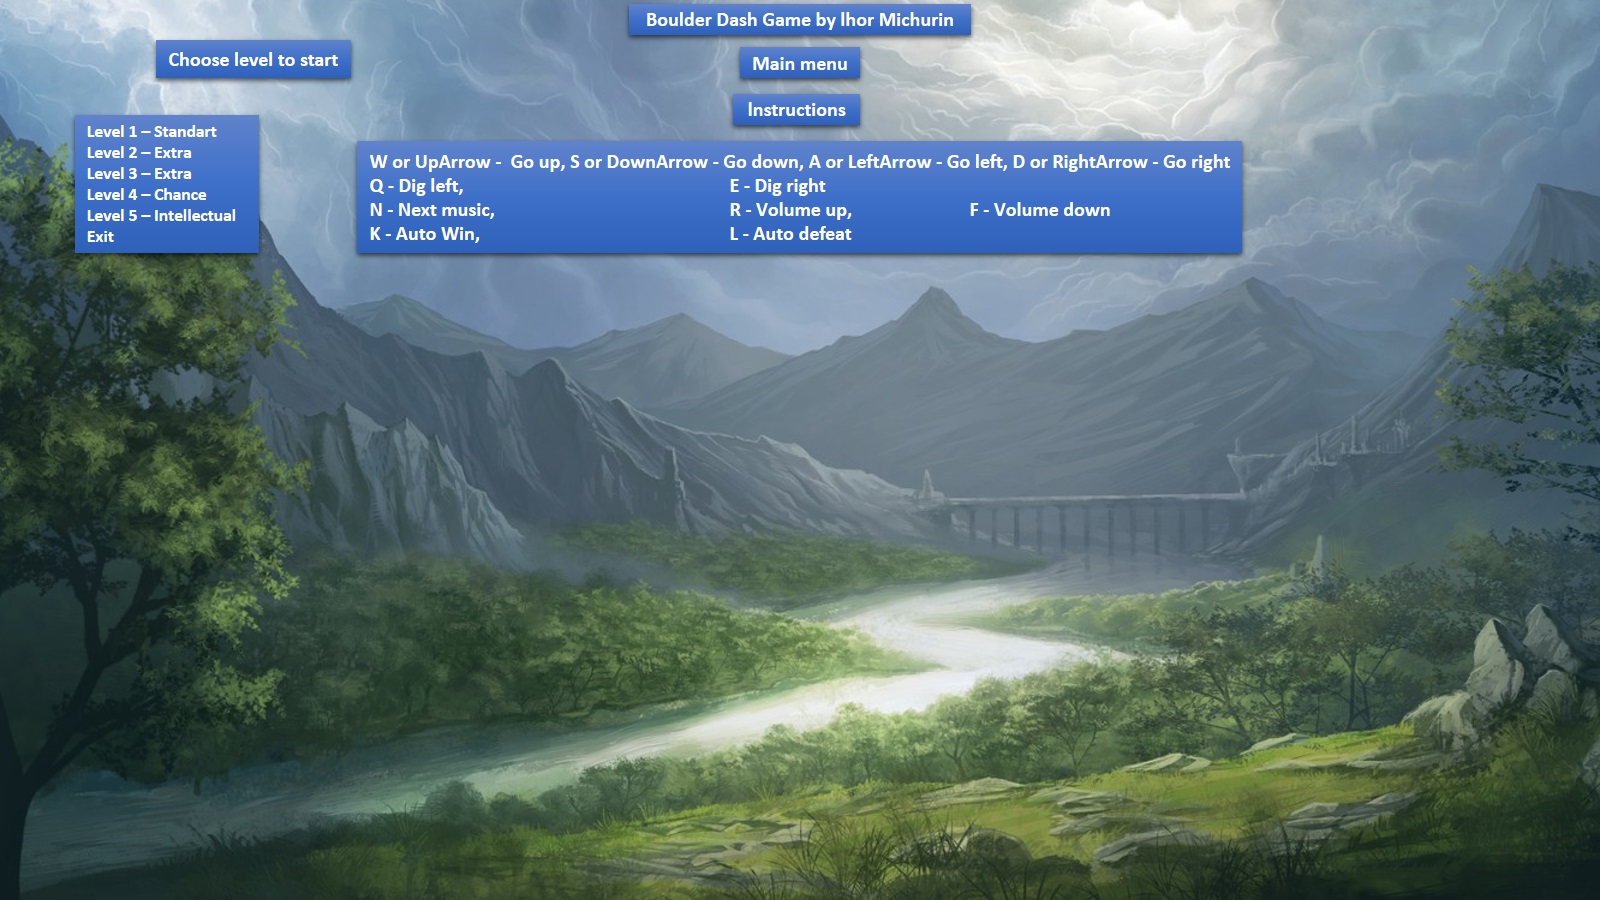 Boulder Dash Game by Ihor Michurin
Choose level to start
Main menu
Instructions
Level 1 – Standart
Level 2 – Extra
Level 3 – Extra
Level 4 – Chance
Level 5 – Intellectual
Exit
W or UpArrow - Go up, S or DownArrow - Go down, A or LeftArrow - Go left, D or RightArrow - Go right
Q - Dig left, E - Dig right
N - Next music, R - Volume up, F - Volume down
K - Auto Win, L - Auto defeat